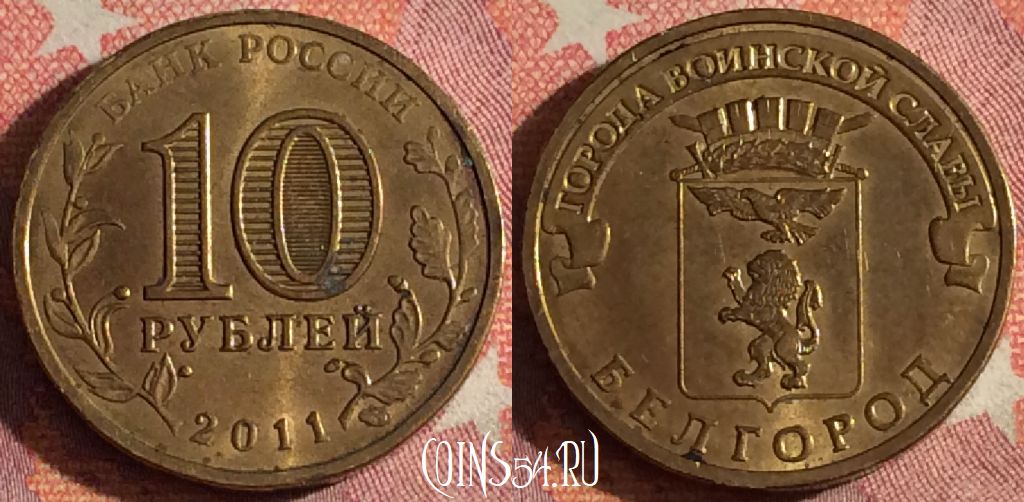 БАНК РОССИИ
10
РУБЛЕЙ
2011
ГОРОДА ВОИНСКОЙ СЛАВЫ
БЕЛГОРОД
COINS54.RU